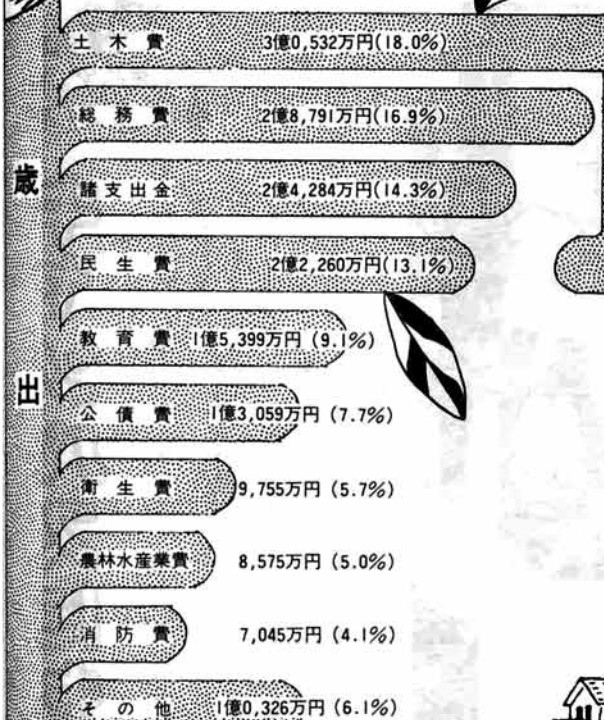 歳出
土木費 3億0,532万円(18.0%)
総務費 2億8,791万円(16.9%)
諸支出金 2億4,284万円(14.3%)
民生費 2億2,260万円(13.1%)
教育費 1億5,399万円(9.1%)
公債費 1億3,059万円(7.7%)
衛生費 9,755万円(5.7%)
農林水産業費 8,575万円(5.0%)
消防費 7,045万円(4.1%)
その他 1億0,326万円(6.1%)